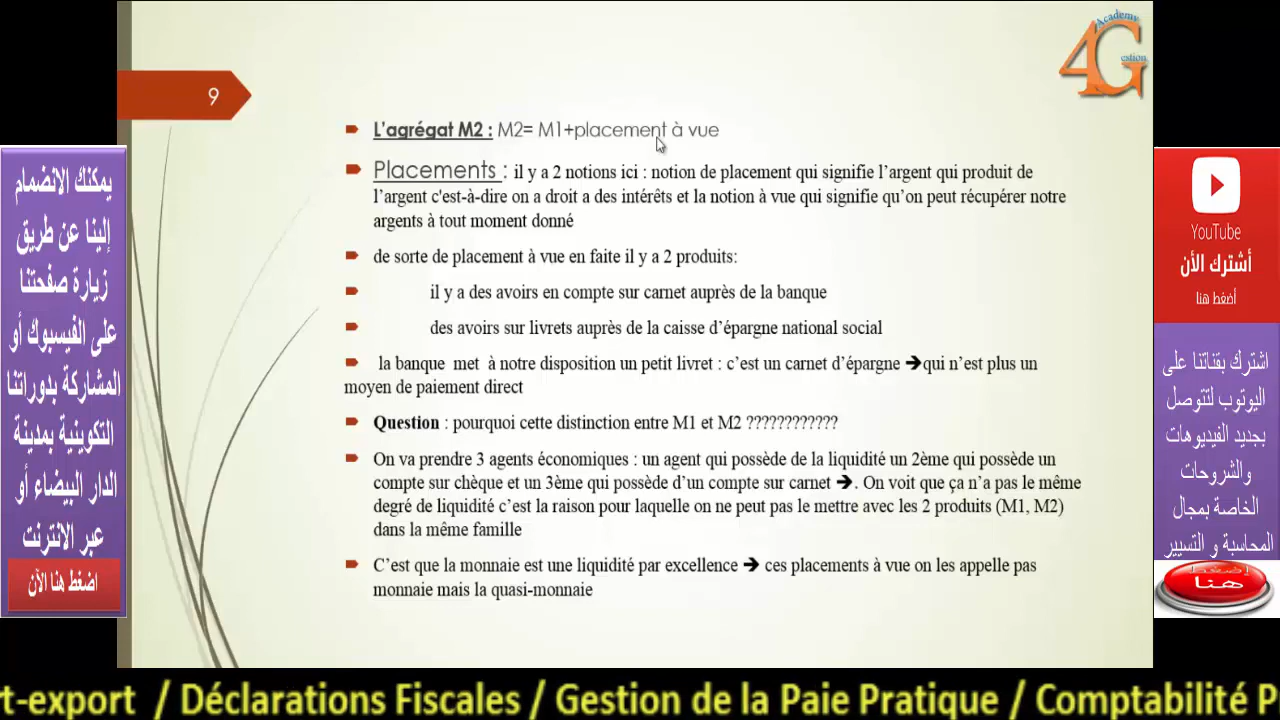 Academy
4G
estion
9
L'agrégat M2 : M2= M1+placement à vue
Placements : il y a 2 notions ici : notion de placement qui signifie l'argent qui produit de
l'argent c'est-à-dire on a droit a des intérêts et la notion à vue qui signifie qu'on peut récupérer notre
argents à tout moment donné
de sorte de placement à vue en faite il y a 2 produits:
il y a des avoirs en compte sur carnet auprès de la banque
des avoirs sur livrets auprès de la caisse d'épargne national social
la banque met à notre disposition un petit livret : c'est un carnet d'épargne ➔qui n'est plus un
moyen de paiement direct
Question : pourquoi cette distinction entre M1 et M2 ????????????
On va prendre 3 agents économiques : un agent qui possède de la liquidité un 2ème qui possède un
compte sur chèque et un 3ème qui possède d'un compte sur carnet ➔. On voit que ça n'a pas le même
degré de liquidité c'est la raison pour laquelle on ne peut pas le mettre avec les 2 produits (M1, M2)
dans la même famille
C'est que la monnaie est une liquidité par excellence ➔ ces placements à vue on les appelle pas
monnaie mais la quasi-monnaie
يمكنك الانضمام
إلينا عن طريق
زيارة صفحتنا
على الفيسبوك أو
المشاركة بدوراتنا
التكوينية بمدينة
الدار البيضاء أو
عبر الانترنت
اضغط هنا الآن
YouTube
أشترك الأن
أضغط هنا
اشترك بقناتنا على
اليوتوب لتتوصل
بجديد الفيديوهات
والشروحات
الخاصة بمجال
المحاسبة و التسيير
إضغط
هنا
rt-export / Déclarations Fiscales / Gestion de la Paie Pratique / Comptabilité P